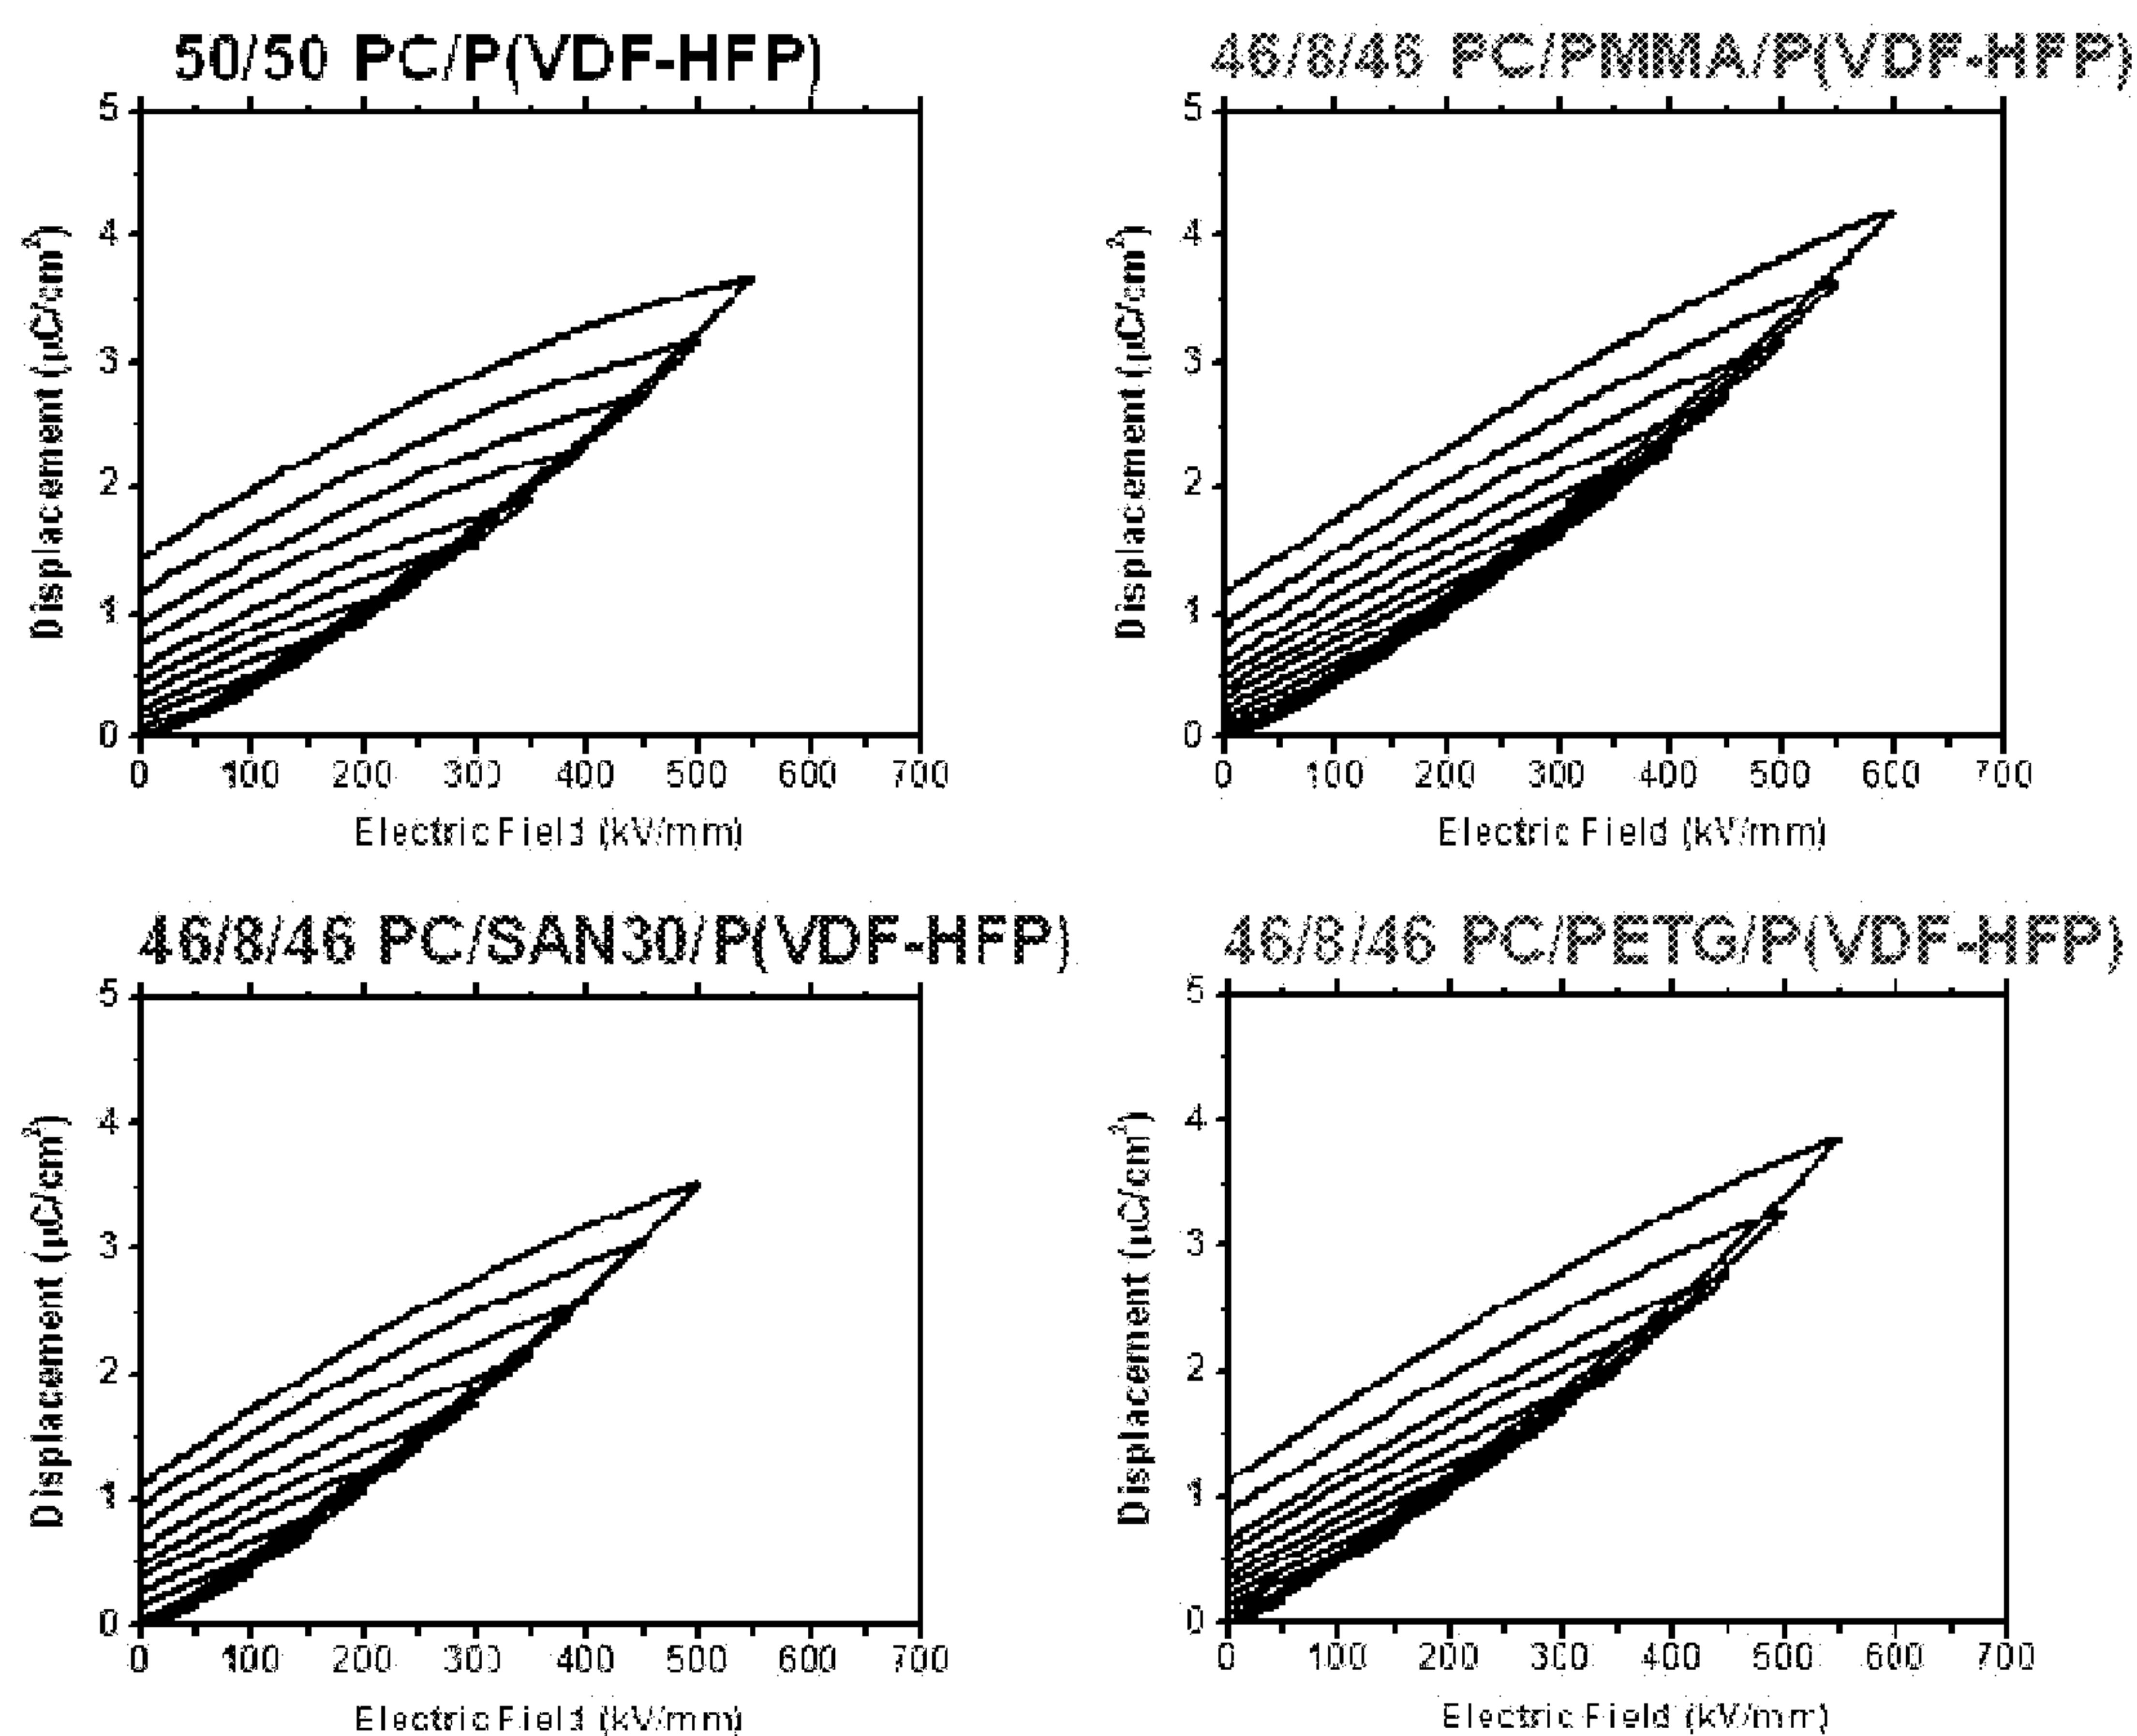 50/50 PC/P(VDF-HFP)
5
4
3
2
1
0
Displacement (µC/cm²)
0 100 200 300 400 500 600 700
Electric Field (kV/mm)
46/8/46 PC/PMMA/P(VDF-HFP)
5
4
3
2
1
0
Displacement (µC/cm²)
0 100 200 300 400 500 600 700
Electric Field (kV/mm)
46/8/46 PC/SAN30/P(VDF-HFP)
5
4
3
2
1
0
Displacement (µC/cm²)
0 100 200 300 400 500 600 700
Electric Field (kV/mm)
46/8/46 PC/PETG/P(VDF-HFP)
5
4
3
2
1
0
Displacement (µC/cm²)
0 100 200 300 400 500 600 700
Electric Field (kV/mm)